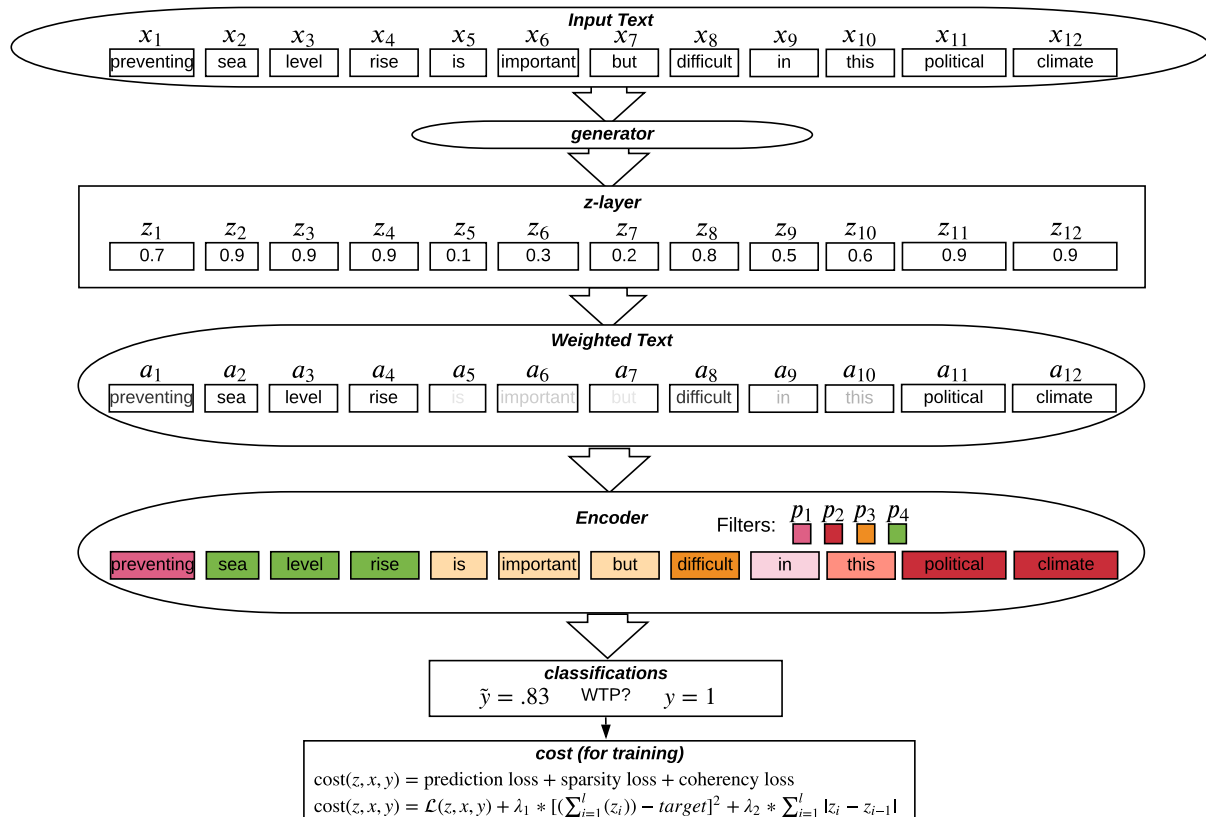 Input Text
x₁ x₂ x₃ x₄ x₅ x₆ x₇ x₈ x₉ x₁₀ x₁₁ x₁₂
preventing sea level rise is important but difficult in this political climate
generator
z-layer
z₁ z₂ z₃ z₄ z₅ z₆ z₇ z₈ z₉ z₁₀ z₁₁ z₁₂
0.7 0.9 0.9 0.9 0.1 0.3 0.2 0.8 0.5 0.6 0.9 0.9
Weighted Text
a₁ a₂ a₃ a₄ a₅ a₆ a₇ a₈ a₉ a₁₀ a₁₁ a₁₂
preventing sea level rise is important but difficult in this political climate
Encoder
Filters: p₁ p₂ p₃ p₄
preventing sea level rise is important but difficult in this political climate
classifications
ỹ = .83 WTP? y = 1
cost (for training)
cost(z, x, y) = prediction loss + sparsity loss + coherency loss
cost(z, x, y) = ℒ(z, x, y) + λ₁ * [(∑ᵢ₌₁ˡ(zᵢ)) − target]² + λ₂ * ∑ᵢ₌₁ˡ |zᵢ − zᵢ₋₁|